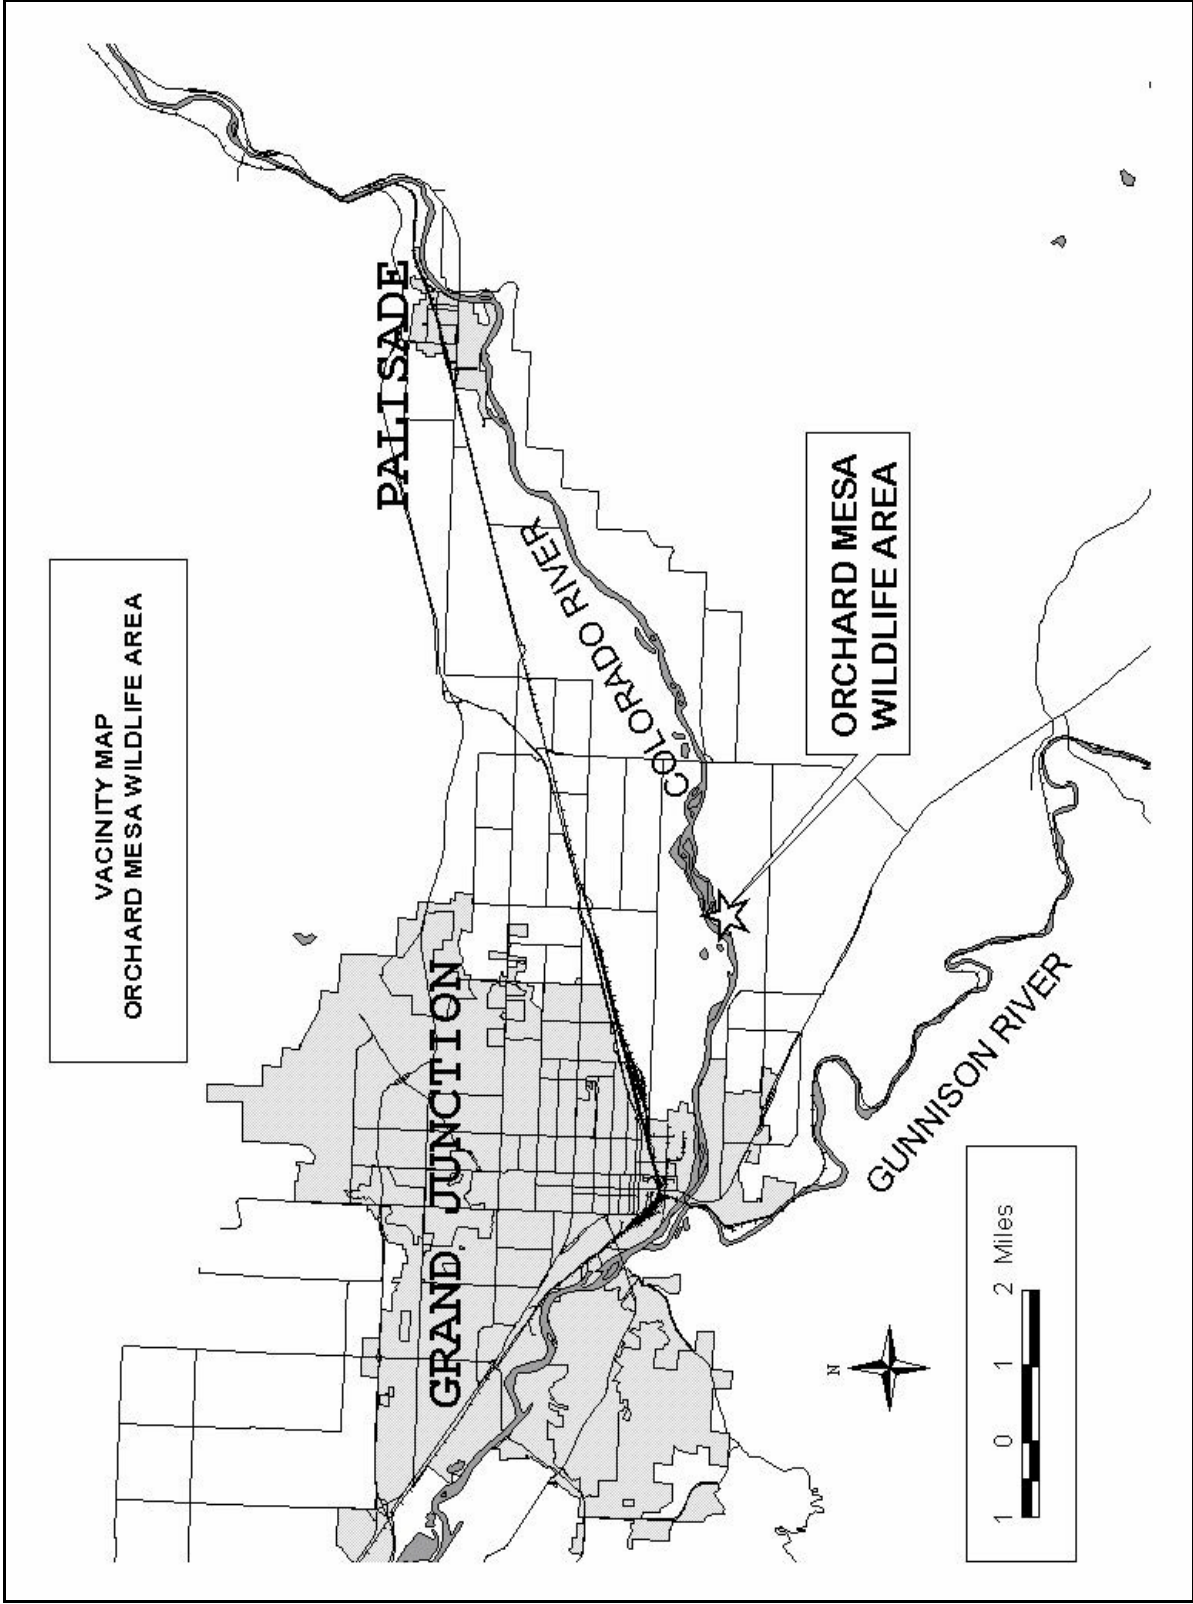 VACINITY MAP
ORCHARD MESA WILDLIFE AREA
PALISADE
GRAND JUNCTION
COLORADO RIVER
ORCHARD MESA
WILDLIFE AREA
GUNNISON RIVER
N
1 0 1 2 Miles